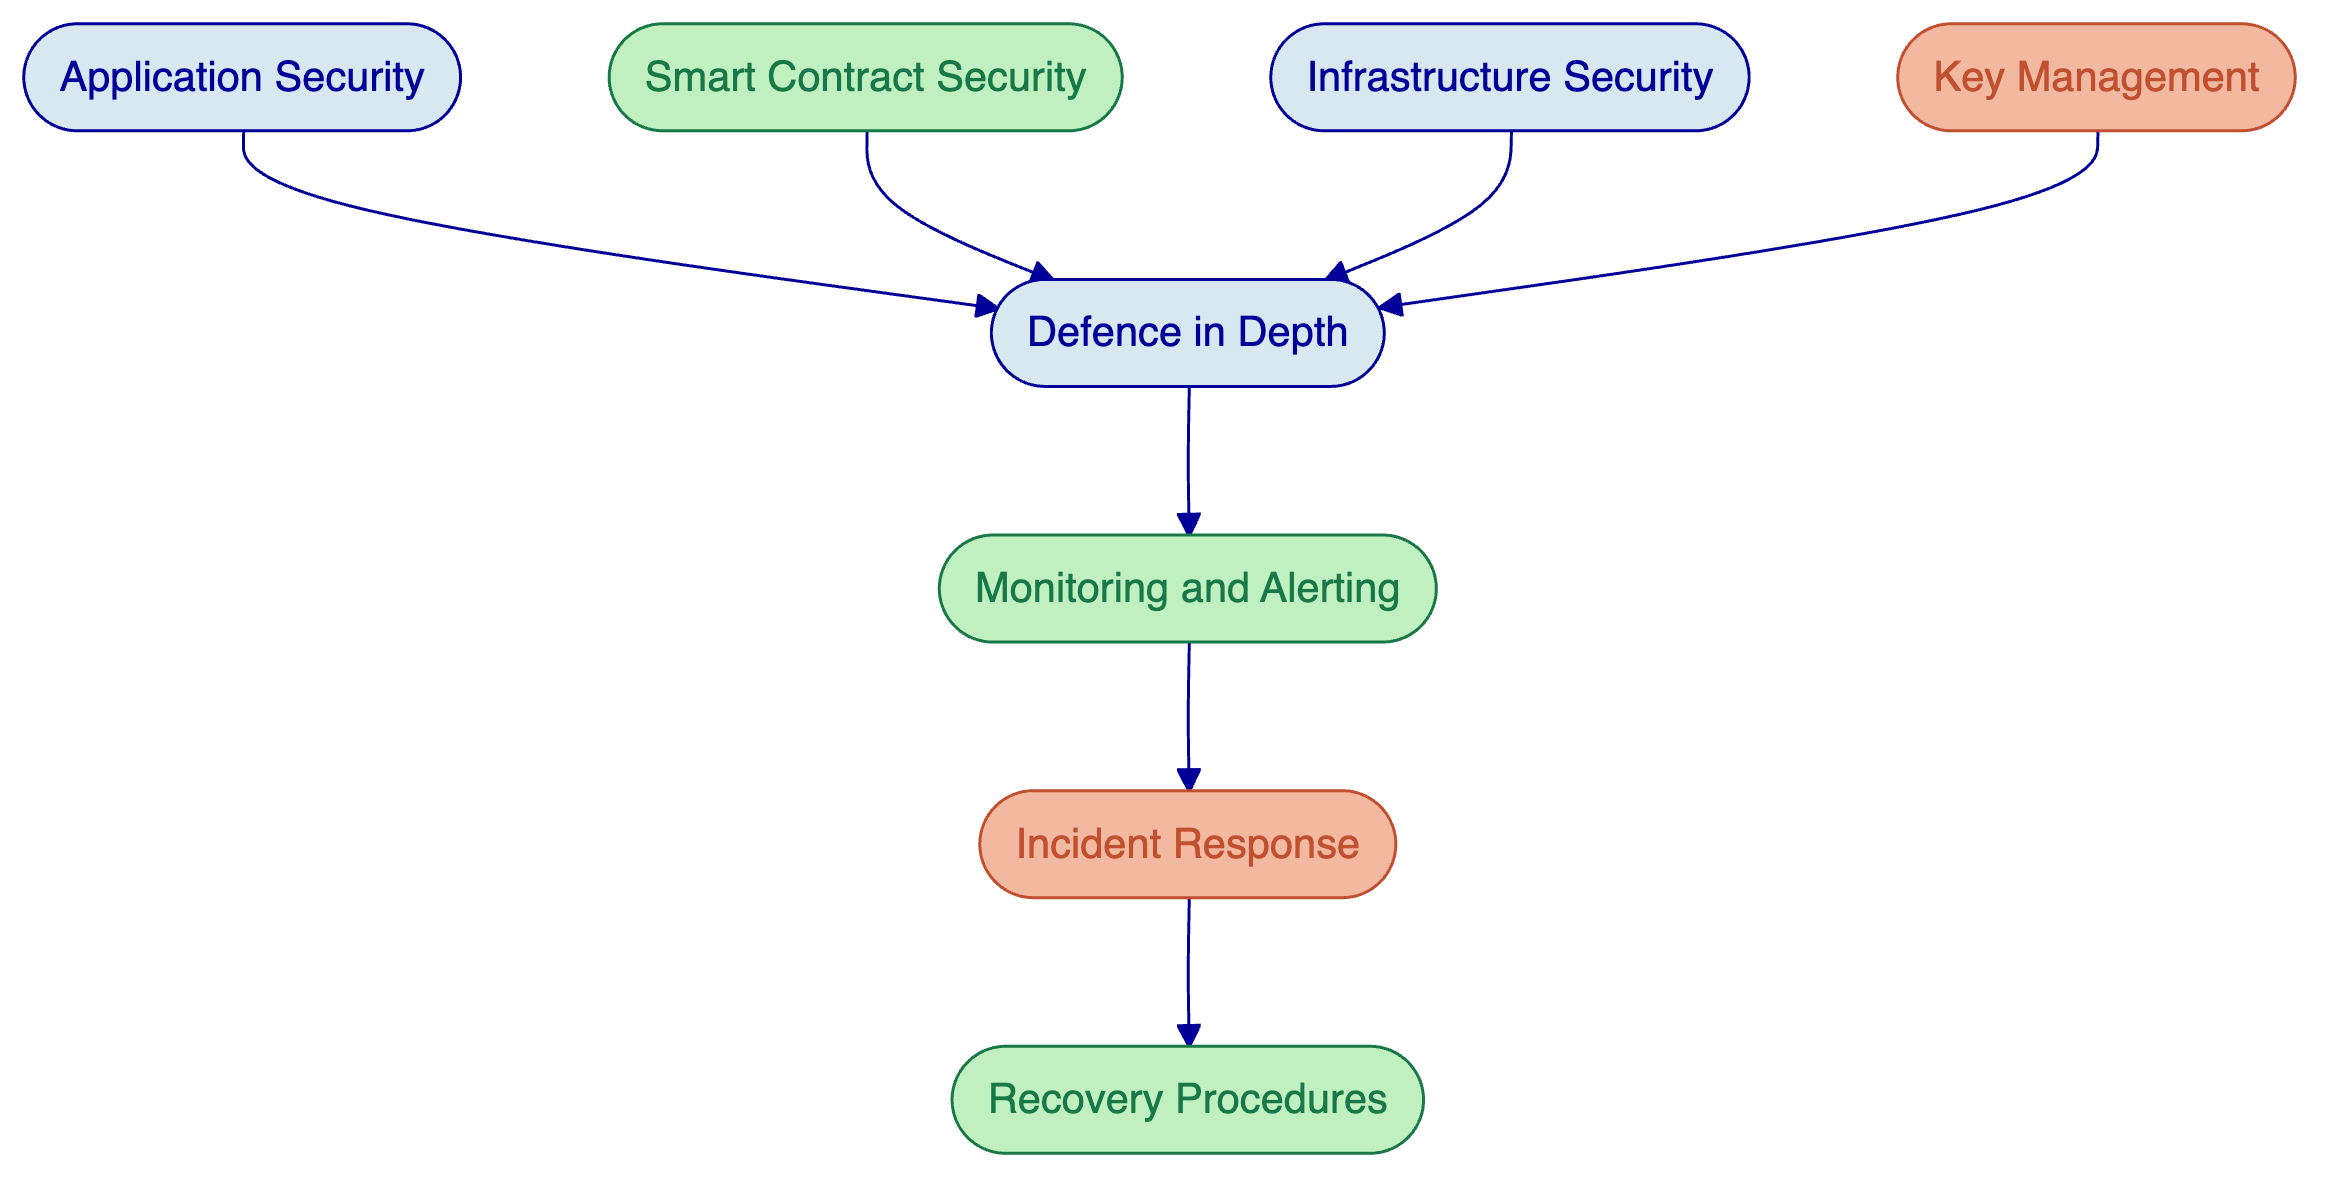 Application Security
Smart Contract Security
Infrastructure Security
Key Management
Defence in Depth
Monitoring and Alerting
Incident Response
Recovery Procedures